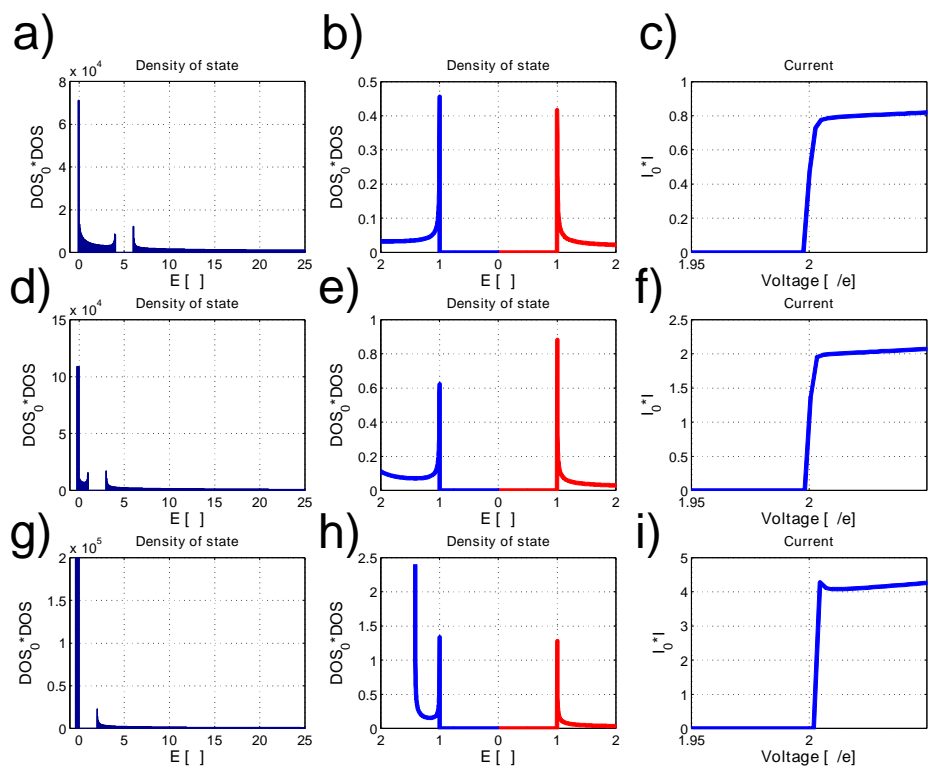 a)
Density of state
x 10^4
DOS_0*DOS
8
6
4
2
0
0 5 10 15 20 25
E [ ]
b)
Density of state
DOS_0*DOS
0.5
0.4
0.3
0.2
0.1
0
2 1 0 1 2
E [ ]
c)
Current
I_0*I
1
0.8
0.6
0.4
0.2
0
1.95 2
Voltage [ /e]
d)
Density of state
x 10^4
DOS_0*DOS
15
10
5
0
0 5 10 15 20 25
E [ ]
e)
Density of state
DOS_0*DOS
1
0.8
0.6
0.4
0.2
0
2 1 0 1 2
E [ ]
f)
Current
I_0*I
2.5
2
1.5
1
0.5
0
1.95 2
Voltage [ /e]
g)
Density of state
x 10^5
DOS_0*DOS
2
1.5
1
0.5
0
0 5 10 15 20 25
E [ ]
h)
Density of state
DOS_0*DOS
2.5
2
1.5
1
0.5
0
2 1 0 1 2
E [ ]
i)
Current
I_0*I
5
4
3
2
1
0
1.95 2
Voltage [ /e]